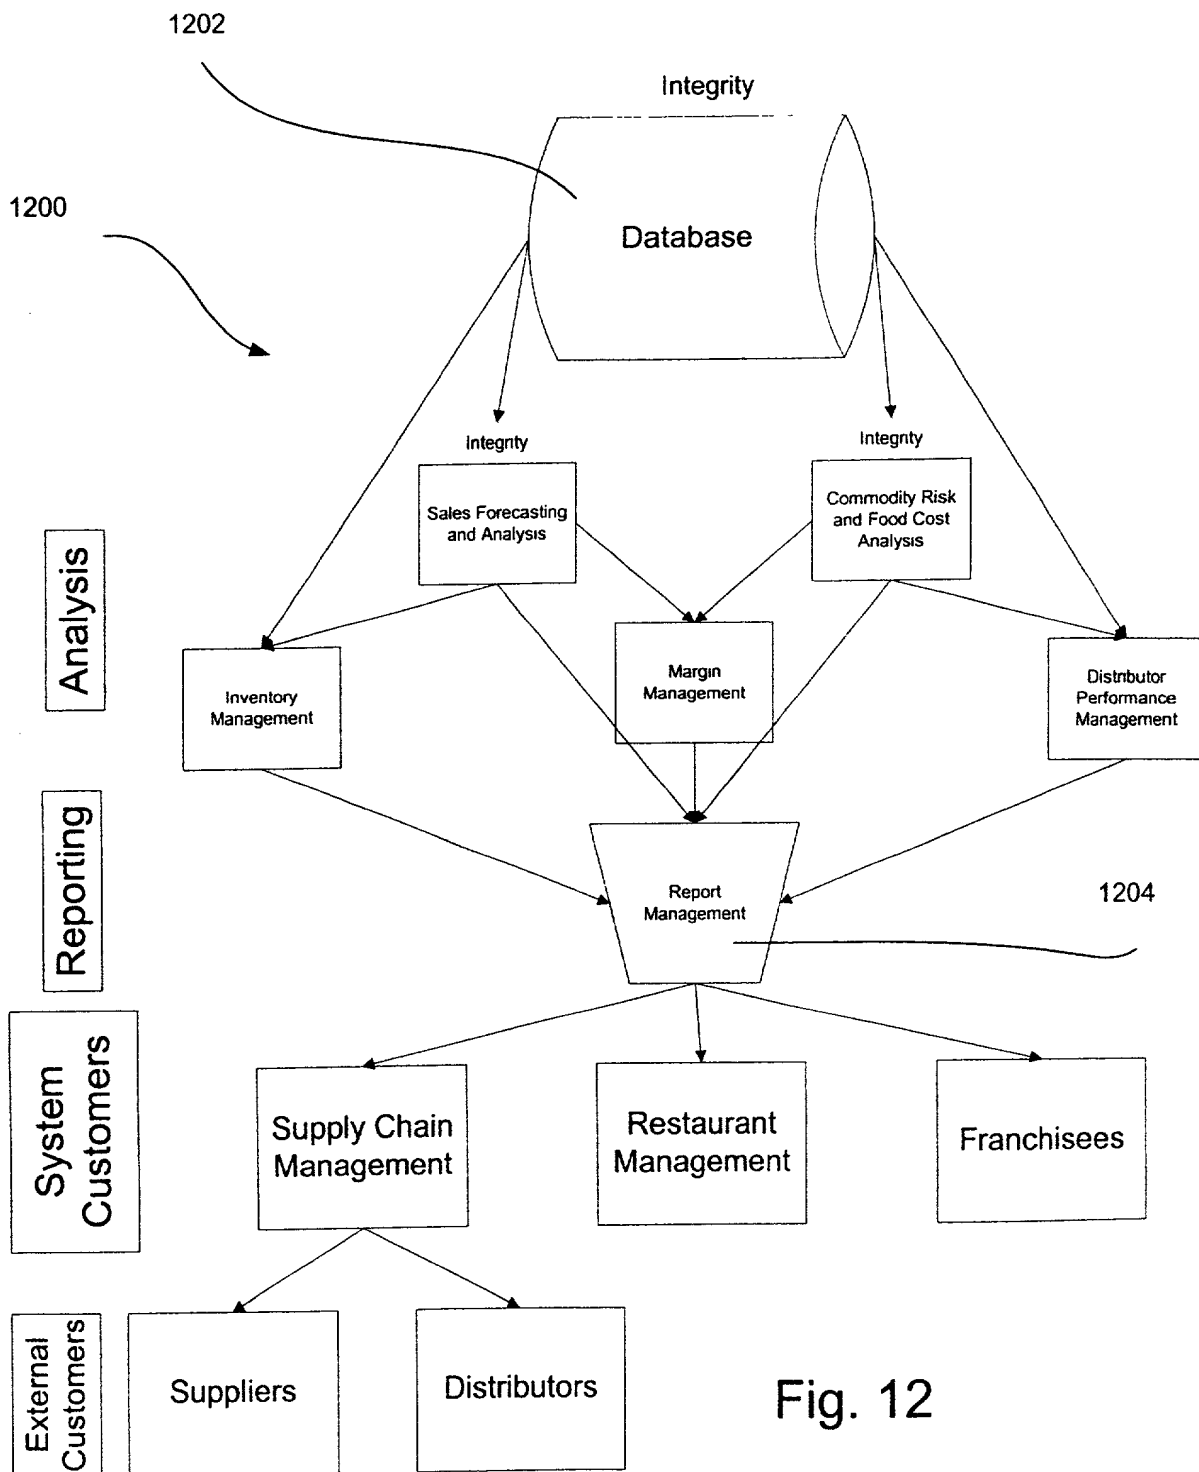 1202
Integrity
1200
Database
Integrity
Integrity
Sales Forecasting
and Analysis
Commodity Risk
and Food Cost
Analysis
Analysis
Inventory
Management
Margin
Management
Distributor
Performance
Management
Reporting
Report
Management
1204
System
Customers
Supply Chain
Management
Restaurant
Management
Franchisees
External
Customers
Suppliers
Distributors
Fig. 12